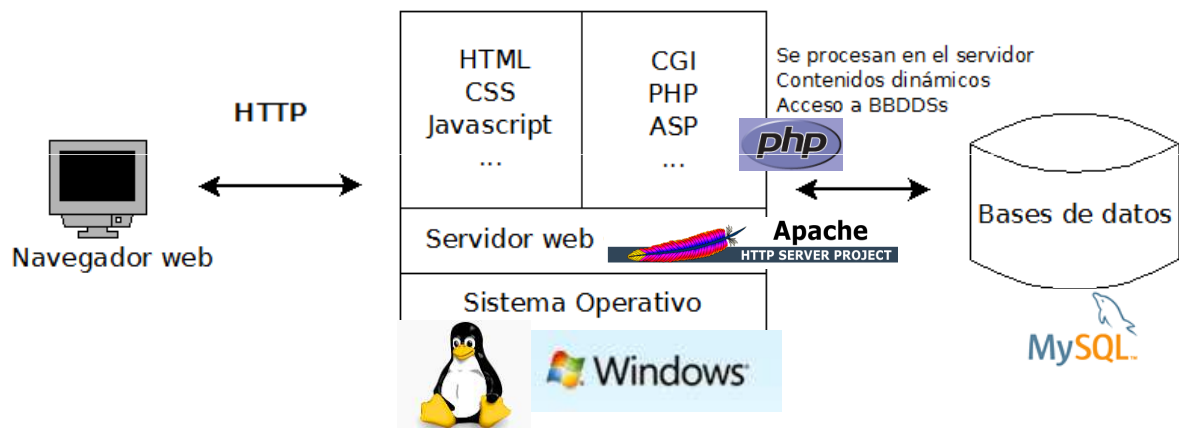 HTTP
Navegador web
HTML
CSS
Javascript
...
CGI
PHP
ASP
...
Se procesan en el servidor
Contenidos dinámicos
Acceso a BBDDSs
php
Servidor web
Apache
HTTP SERVER PROJECT
Sistema Operativo
Windows
Bases de datos
MySQL